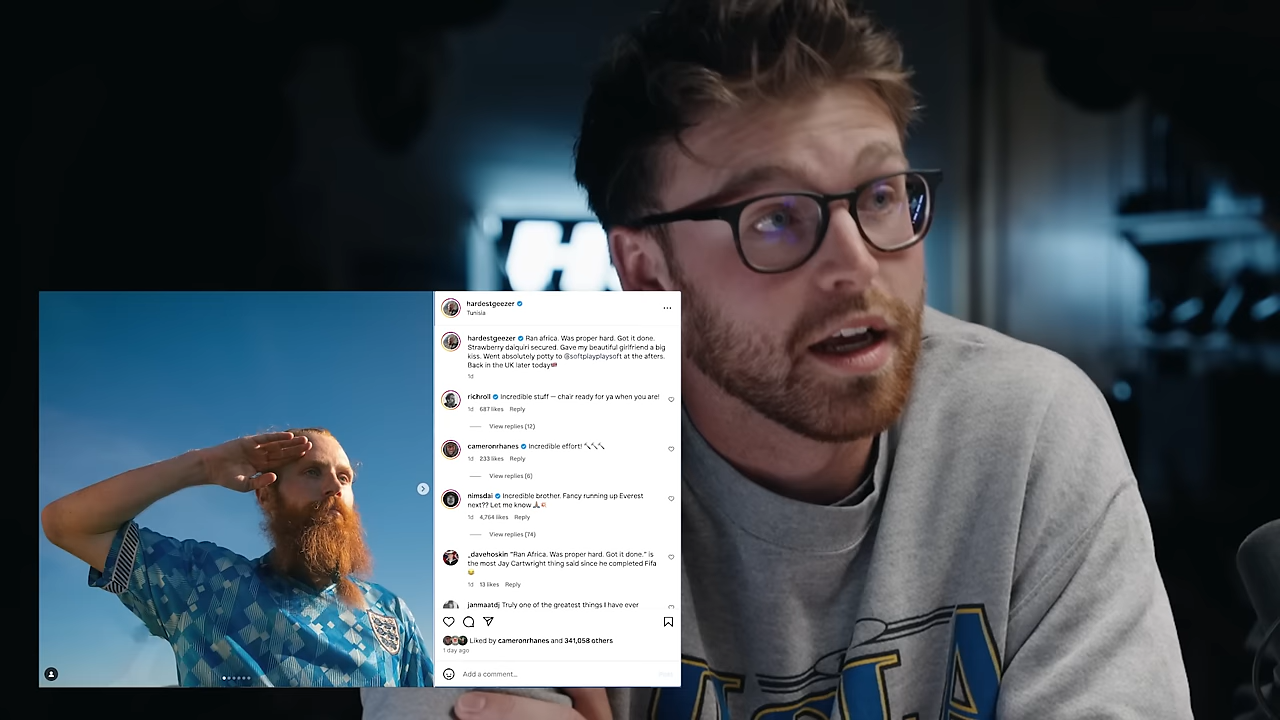 hardestgeezer
Tunisia
hardestgeezer Ran africa. Was proper hard. Got it done.
Strawberry daiquiri secured. Gave my beautiful girlfriend a big
kiss. Went absolutely potty to @softplayplaysoft at the afters.
Back in the UK later today🇬🇧
1d
richroll Incredible stuff — chair ready for ya when you are!
1d 687 likes Reply
View replies (12)
cameronrhanes Incredible effort! 🔨🔨🔨
1d 233 likes Reply
View replies (6)
nimsdai Incredible brother. Fancy running up Everest
next?? Let me know 🙏🏼👊🏼
1d 4,764 likes Reply
View replies (74)
_davehoskin "Ran Africa. Was proper hard. Got it done." is
the most Jay Cartwright thing said since he completed Fifa
😂
1d 13 likes Reply
janmaatdj Truly one of the greatest things I have ever
Liked by cameronrhanes and 341,058 others
1 day ago
Add a comment...
Post